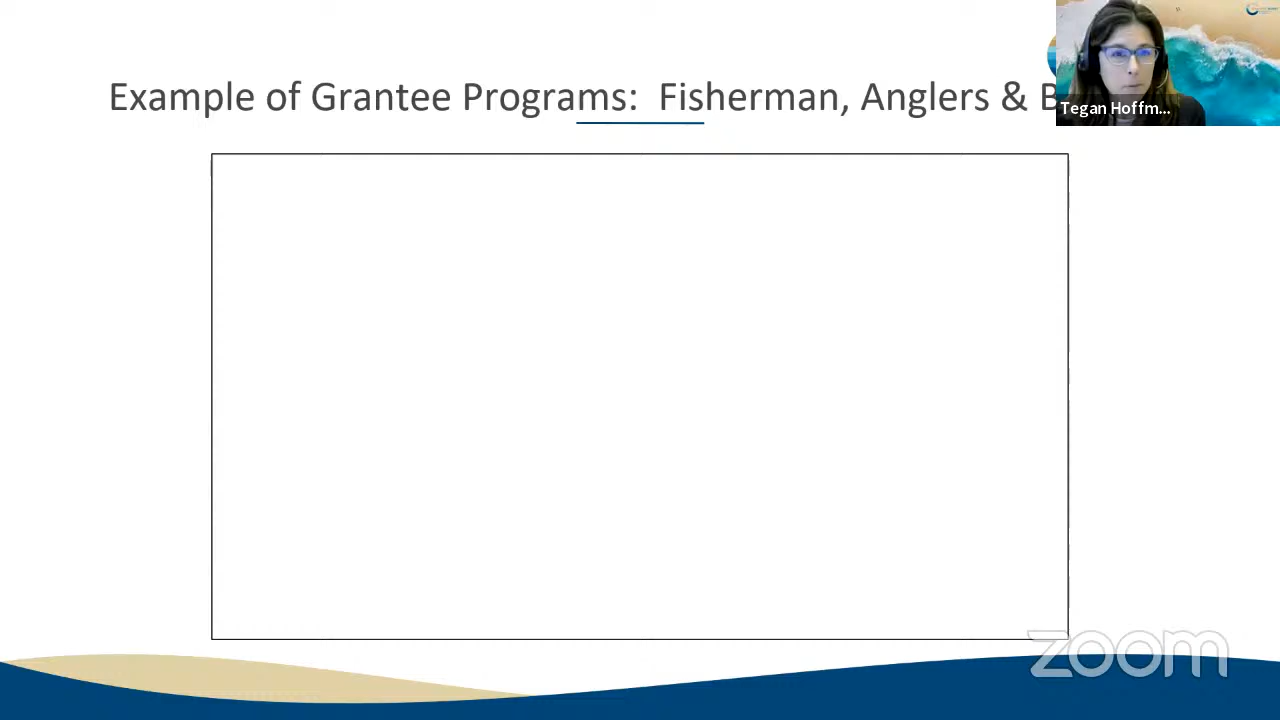 Example of Grantee Programs: Fisherman, Anglers & B
Tegan Hoffm...
zoom